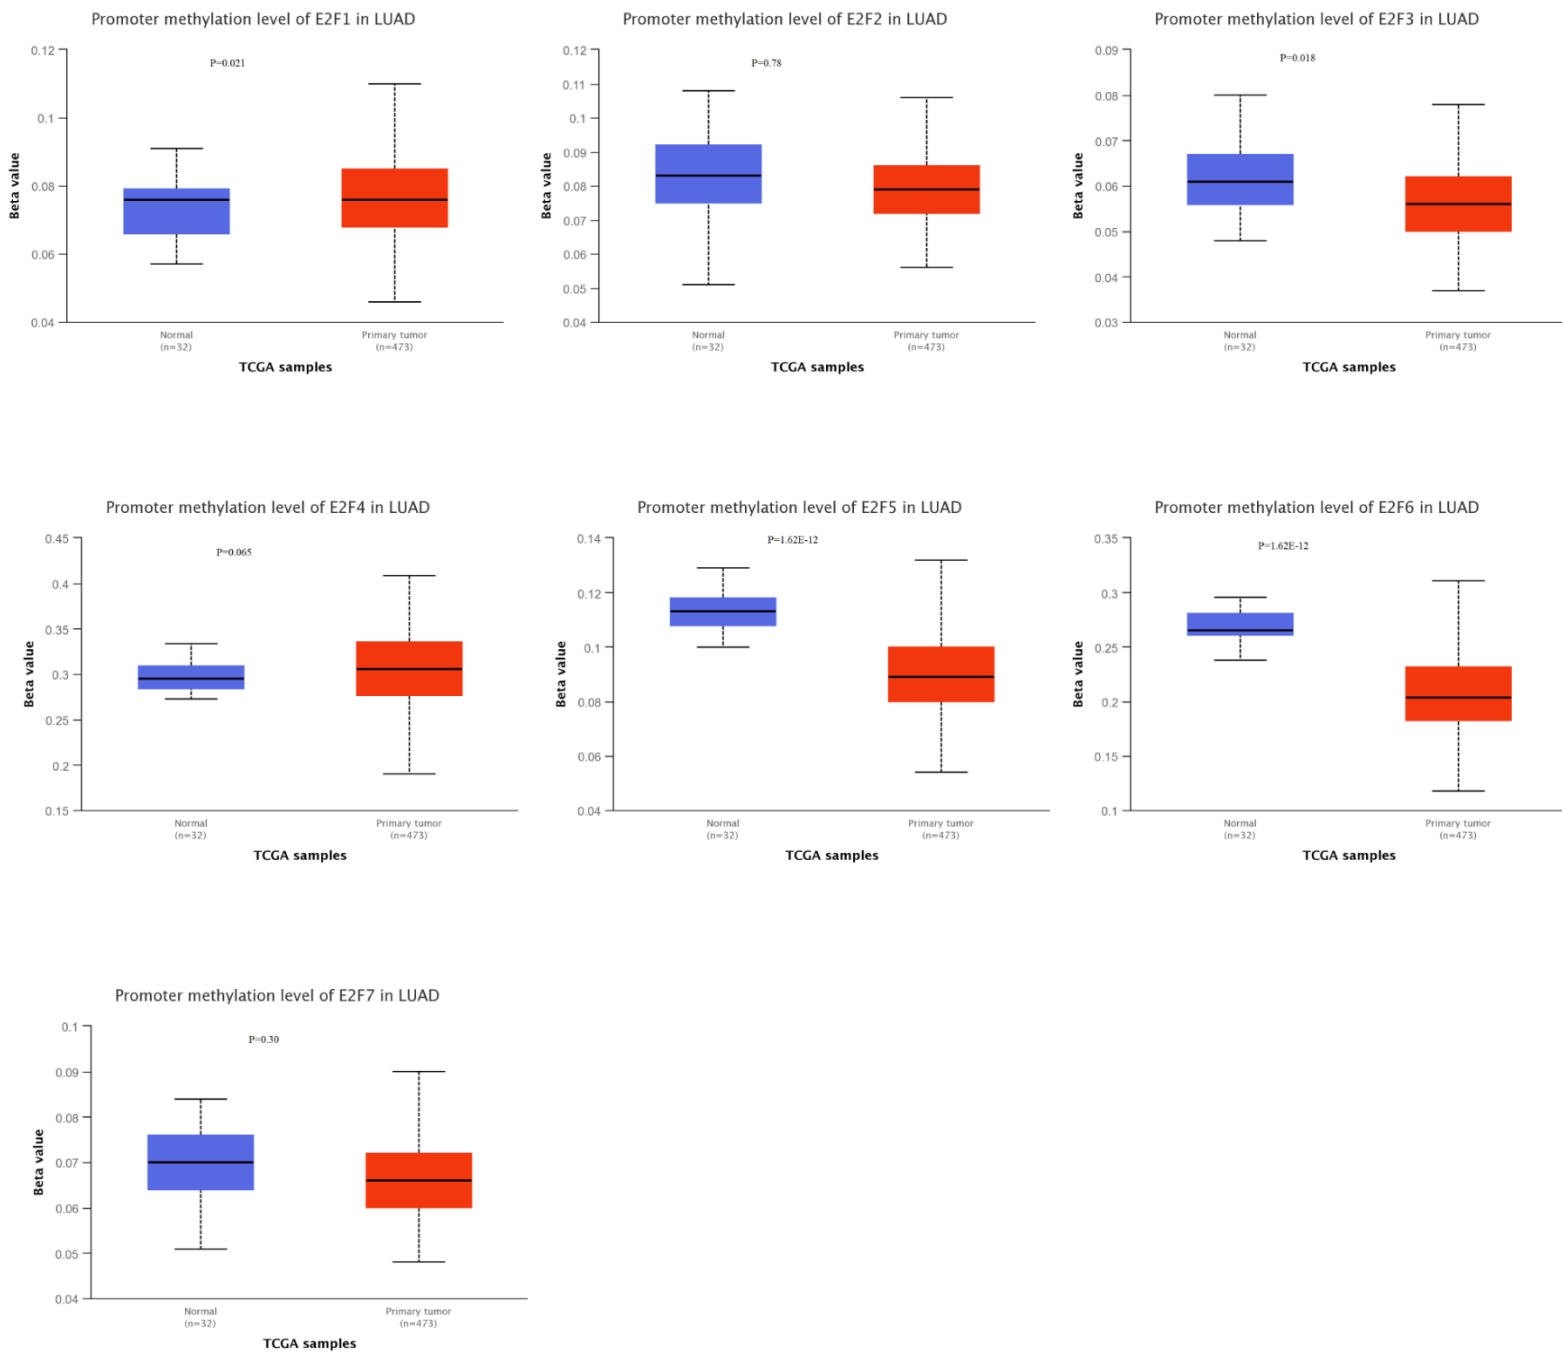 Promoter methylation level of E2F1 in LUAD
P=0.021
0.12
0.1
0.08
0.06
0.04
Beta value
Normal
(n=32)
Primary tumor
(n=473)
TCGA samples
Promoter methylation level of E2F2 in LUAD
P=0.78
0.12
0.11
0.1
0.09
0.08
0.07
0.06
0.05
0.04
Beta value
Normal
(n=32)
Primary tumor
(n=473)
TCGA samples
Promoter methylation level of E2F3 in LUAD
P=0.018
0.09
0.08
0.07
0.06
0.05
0.04
0.03
Beta value
Normal
(n=32)
Primary tumor
(n=473)
TCGA samples
Promoter methylation level of E2F4 in LUAD
P=0.065
0.45
0.4
0.35
0.3
0.25
0.2
0.15
Beta value
Normal
(n=32)
Primary tumor
(n=473)
TCGA samples
Promoter methylation level of E2F5 in LUAD
P=1.62E-12
0.14
0.12
0.1
0.08
0.06
0.04
Beta value
Normal
(n=32)
Primary tumor
(n=473)
TCGA samples
Promoter methylation level of E2F6 in LUAD
P=1.62E-12
0.35
0.3
0.25
0.2
0.15
0.1
Beta value
Normal
(n=32)
Primary tumor
(n=473)
TCGA samples
Promoter methylation level of E2F7 in LUAD
P=0.30
0.1
0.09
0.08
0.07
0.06
0.05
0.04
Beta value
Normal
(n=32)
Primary tumor
(n=473)
TCGA samples